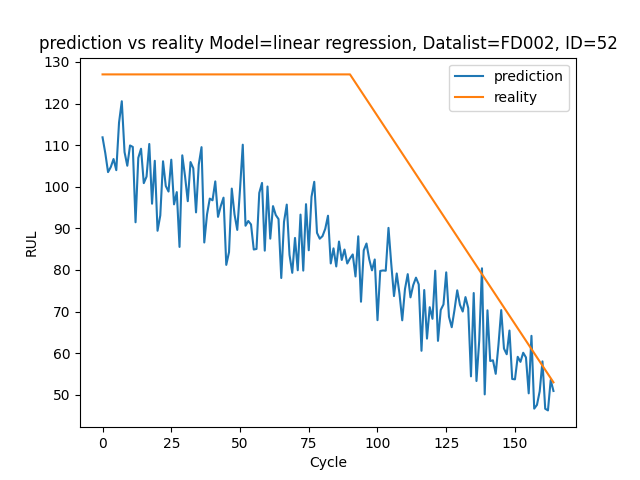 prediction vs reality Model=linear regression, Datalist=FD002, ID=52
130
120
110
100
90
80
70
60
50
RUL
prediction
reality
0 25 50 75 100 125 150
Cycle